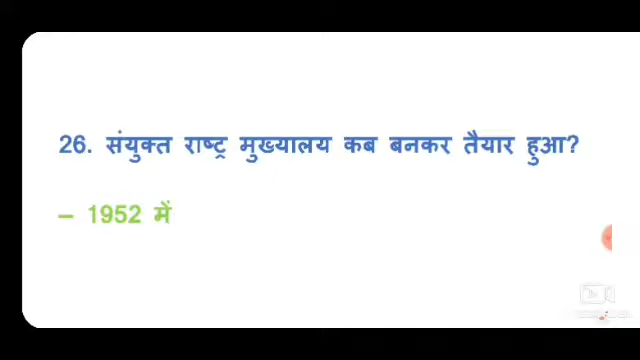 26. संयुक्त राष्ट्र मुख्यालय कब बनकर तैयार हुआ?
– 1952 में